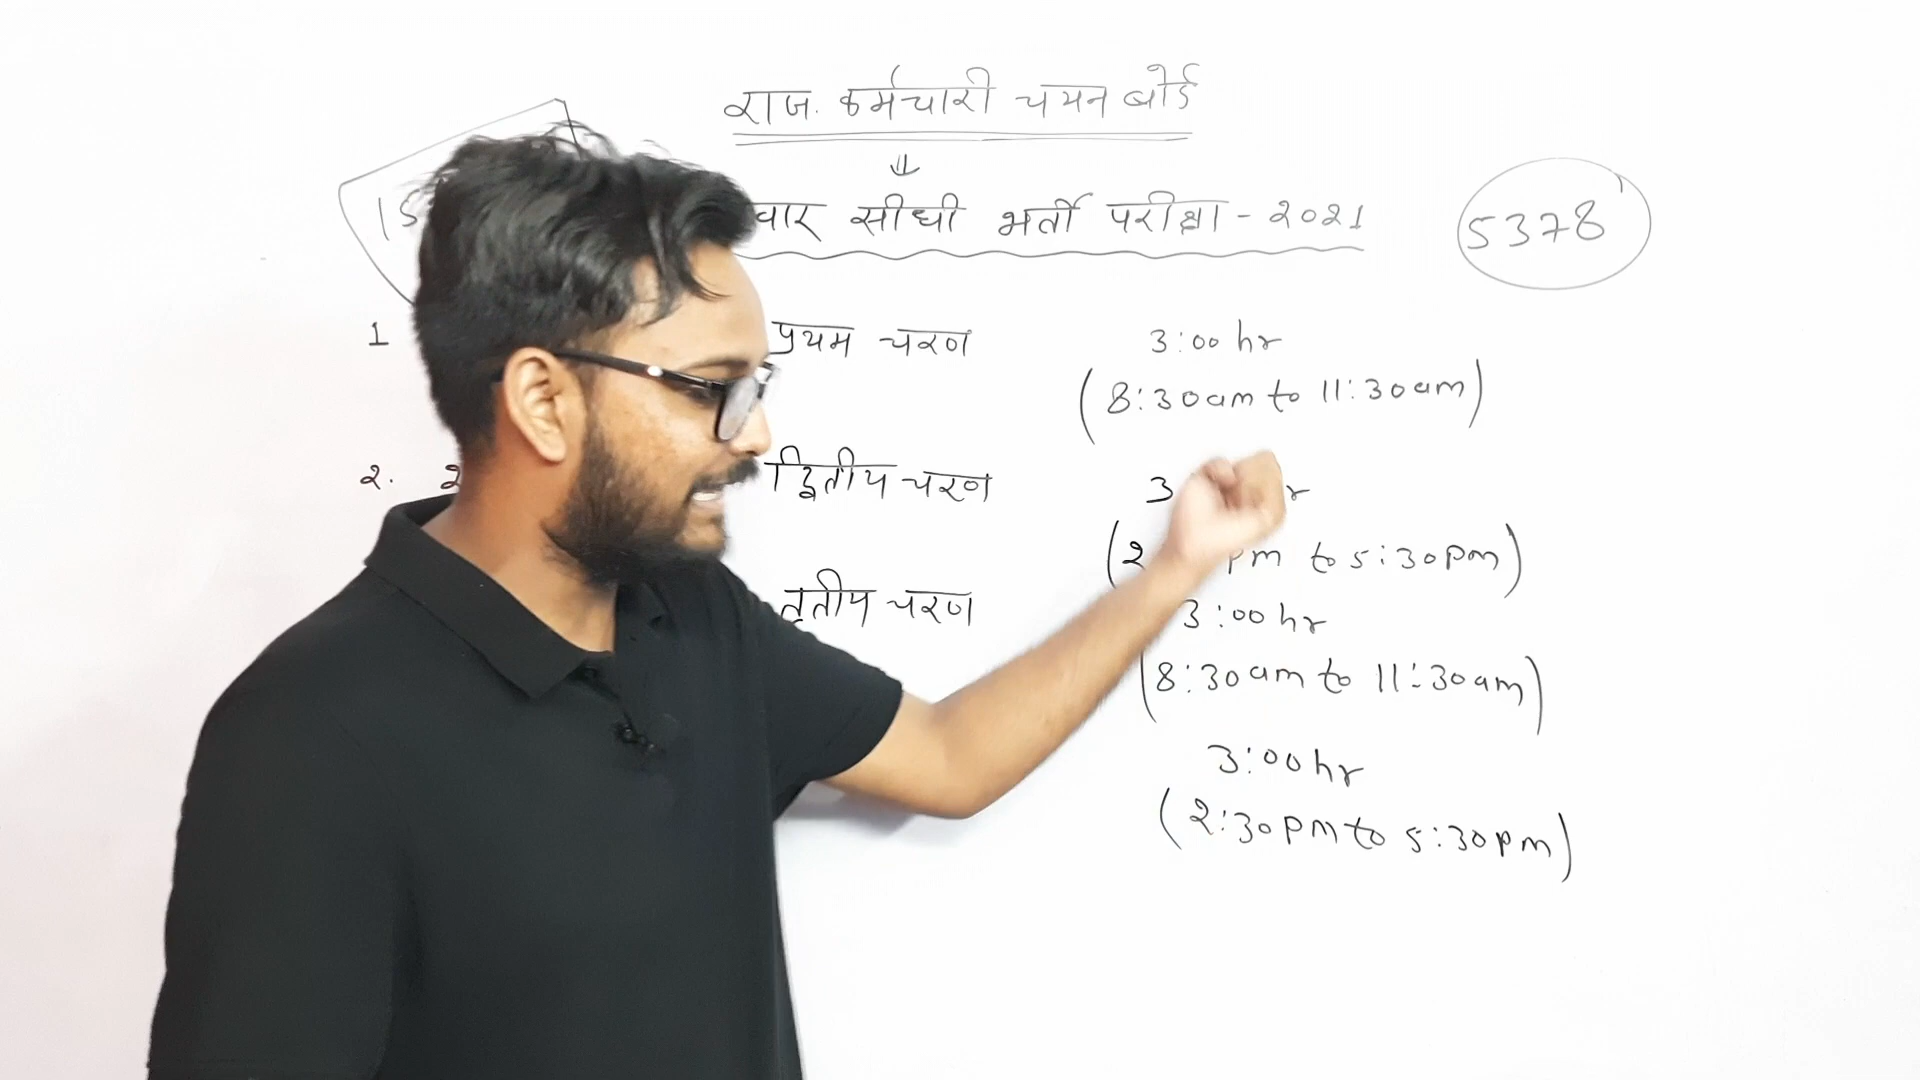 राज. कर्मचारी चयन बोर्ड
सीधी भर्ती परीक्षा - 2021
5378
1 प्रथम चरण 3:00 hr
(8:30am to 11:30am)
2. द्वितीय चरण 3
pm to 5:30pm)
तृतीय चरण 3:00 hr
(8:30am to 11:30am)
3:00 hr
(2:30pm to 5:30pm)